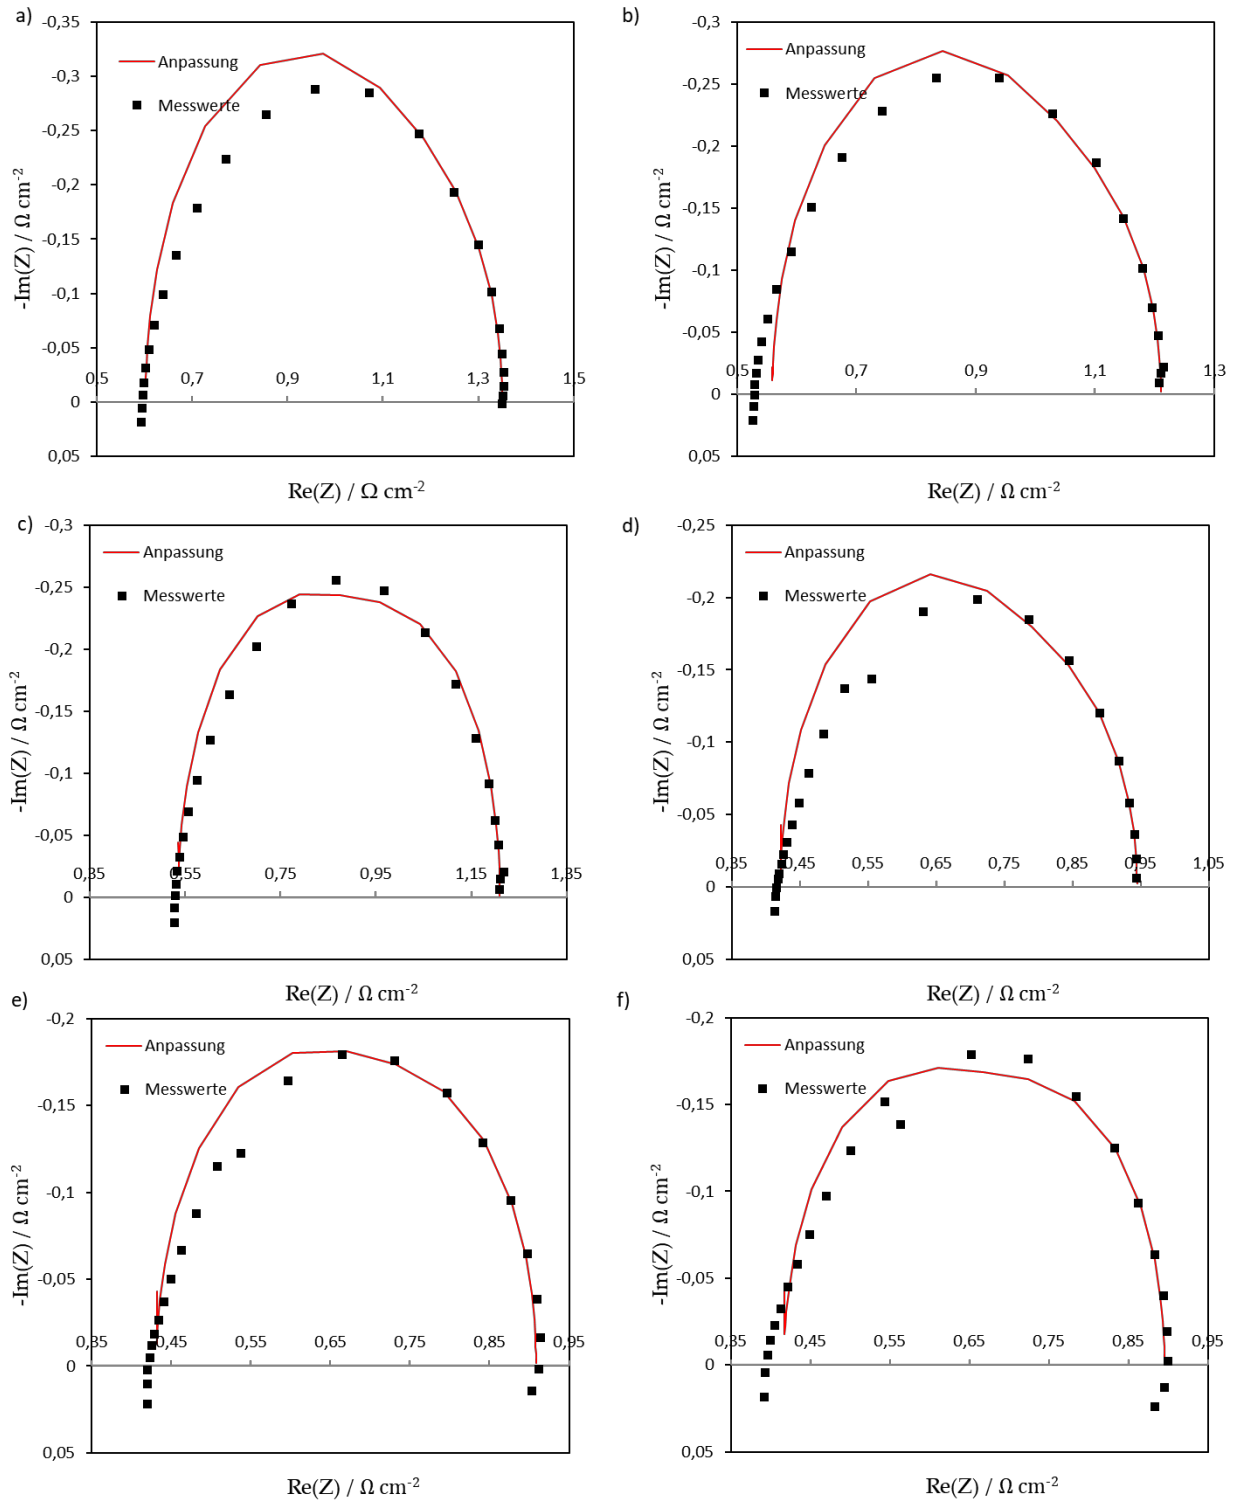 a)
-0,35
-0,3
-0,25
-0,2
-0,15
-0,1
-0,05
0
0,05
Anpassung
Messwerte
0,5 0,7 0,9 1,1 1,3 1,5
-Im(Z) / Ω cm-2
Re(Z) / Ω cm-2
b)
-0,3
-0,25
-0,2
-0,15
-0,1
-0,05
0
0,05
Anpassung
Messwerte
0,5 0,7 0,9 1,1 1,3
-Im(Z) / Ω cm-2
Re(Z) / Ω cm-2
c)
-0,3
-0,25
-0,2
-0,15
-0,1
-0,05
0
0,05
Anpassung
Messwerte
0,35 0,55 0,75 0,95 1,15 1,35
-Im(Z) / Ω cm-2
Re(Z) / Ω cm-2
d)
-0,25
-0,2
-0,15
-0,1
-0,05
0
0,05
Anpassung
Messwerte
0,35 0,45 0,55 0,65 0,75 0,85 0,95 1,05
-Im(Z) / Ω cm-2
Re(Z) / Ω cm-2
e)
-0,2
-0,15
-0,1
-0,05
0
0,05
Anpassung
Messwerte
0,35 0,45 0,55 0,65 0,75 0,85 0,95
-Im(Z) / Ω cm-2
Re(Z) / Ω cm-2
f)
-0,2
-0,15
-0,1
-0,05
0
0,05
Anpassung
Messwerte
0,35 0,45 0,55 0,65 0,75 0,85 0,95
-Im(Z) / Ω cm-2
Re(Z) / Ω cm-2